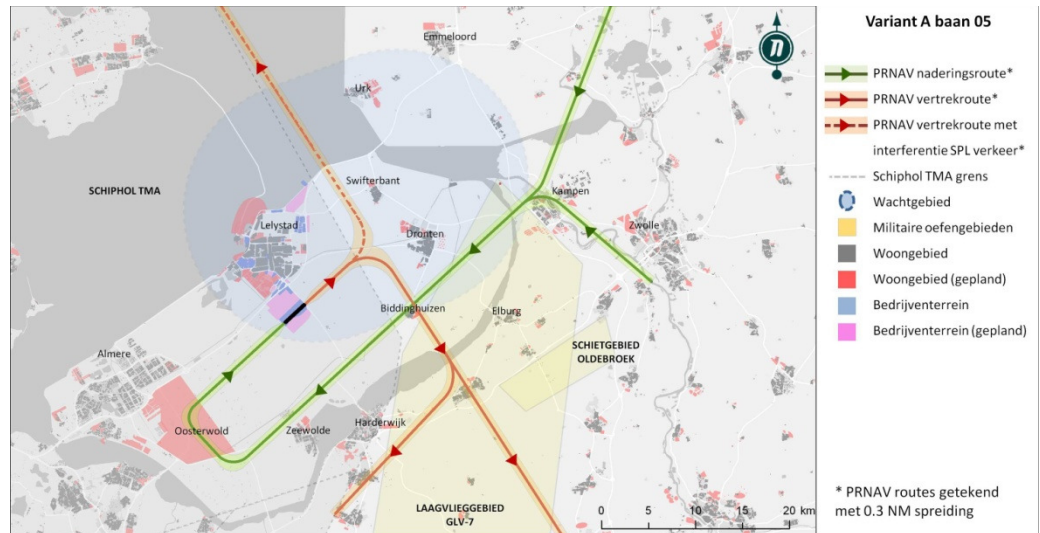 Variant A baan 05
n
PRNAV naderingsroute*
PRNAV vertrekroute*
PRNAV vertrekroute met
interferentie SPL verkeer*
Schiphol TMA grens
Wachtgebied
Militaire oefengebieden
Woongebied
Woongebied (gepland)
Bedrijventerrein
Bedrijventerrein (gepland)
* PRNAV routes getekend
met 0.3 NM spreiding
Emmeloord
Urk
SCHIPHOL TMA
Swifterbant
Kampen
Lelystad
Dronten
Zwolle
Biddinghuizen
Elburg
SCHIETGEBIED
OLDEBROEK
Almere
Oosterwold
Zeewolde
Harderwijk
LAAGVLIEGGEBIED
GLV-7
0 5 10 15 20 km